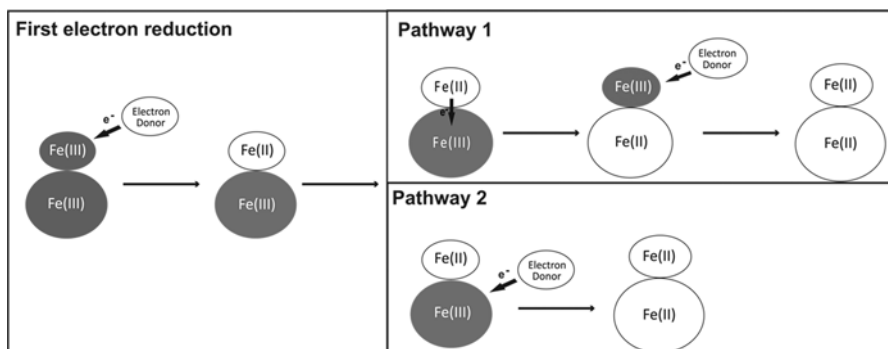 First electron reduction
e-
Electron
Donor
Fe(III)
Fe(III)
Fe(II)
Fe(III)
Pathway 1
Fe(II)
e-
Fe(III)
Fe(III)
e-
Electron
Donor
Fe(II)
Fe(II)
Fe(II)
Pathway 2
Fe(II)
e-
Electron
Donor
Fe(III)
Fe(II)
Fe(II)